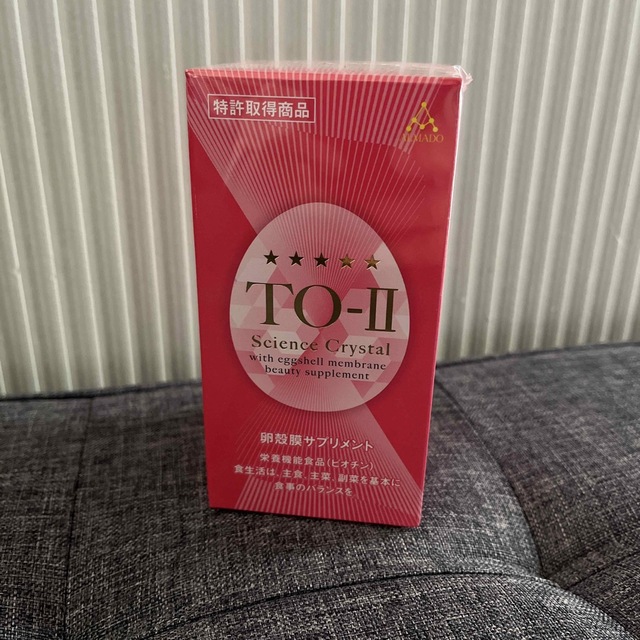 特許取得商品
TO-II
Science Crystal
with eggshell membrane
beauty supplement
卵殻膜サプリメント
栄養機能食品(ビオチン)
食生活は、主食、主菜、副菜を基本に
食事のバランスを